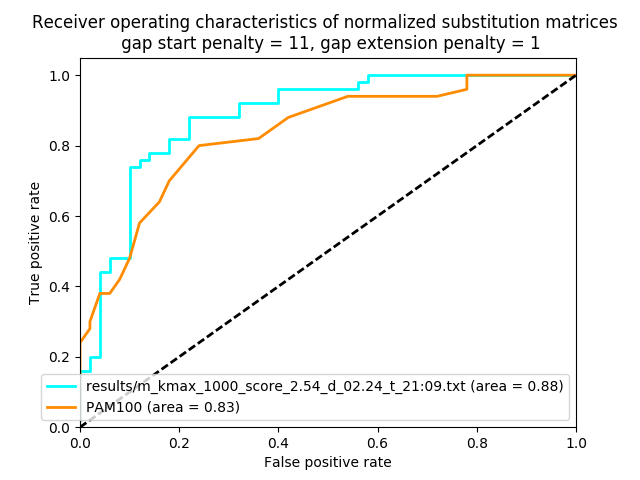 Receiver operating characteristics of normalized substitution matrices
gap start penalty = 11, gap extension penalty = 1
True positive rate
1.0
0.8
0.6
0.4
0.2
0.0
results/m_kmax_1000_score_2.54_d_02.24_t_21:09.txt (area = 0.88)
PAM100 (area = 0.83)
0.0 0.2 0.4 0.6 0.8 1.0
False positive rate